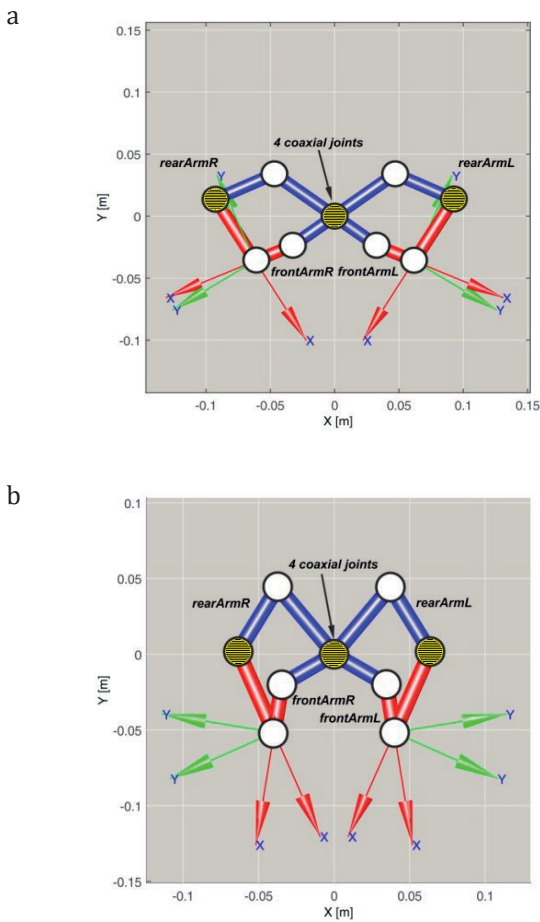 a
0.15
0.1
4 coaxial joints
rearArmR
rearArmL
0.05
Y
Y
Y [m]
0
frontArmR frontArmL
-0.05
X
Y
Y
X
X
X
-0.1
-0.1
-0.05
0
0.05
0.1
0.15
X [m]
b
0.1
4 coaxial joints
0.05
rearArmR
rearArmL
Y [m]
0
frontArmR
frontArmL
Y
Y
-0.05
Y
Y
-0.1
X
X
X
X
-0.15
-0.1
-0.05
0
0.05
0.1
X [m]